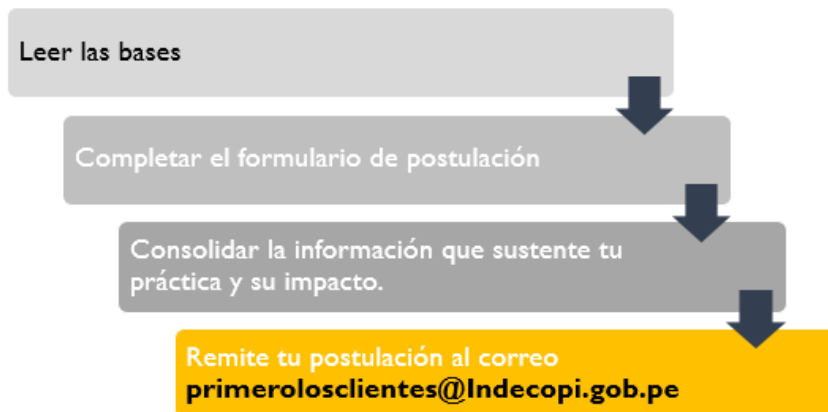 Leer las bases
Completar el formulario de postulación
Consolidar la información que sustente tu
práctica y su impacto.
Remite tu postulación al correo
primerolosclientes@Indecopi.gob.pe